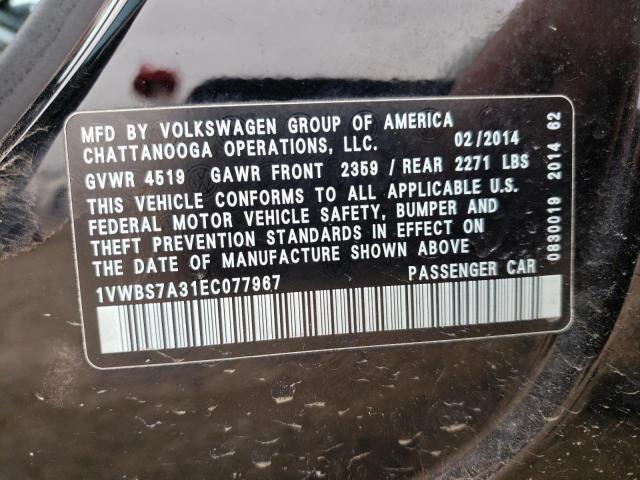 MFD BY VOLKSWAGEN GROUP OF AMERICA
CHATTANOOGA OPERATIONS, LLC. 02/2014
GVWR 4519 GAWR FRONT 2359 / REAR 2271 LBS
THIS VEHICLE CONFORMS TO ALL APPLICABLE U.S.
FEDERAL MOTOR VEHICLE SAFETY, BUMPER AND
THEFT PREVENTION STANDARDS IN EFFECT ON
THE DATE OF MANUFACTURE SHOWN ABOVE
1VWBS7A31EC077967 PASSENGER CAR
0830019 2014 62